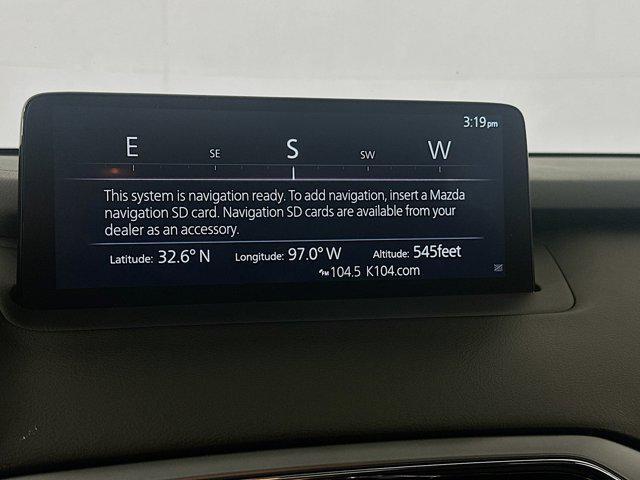 3:19pm
E SE S SW W
This system is navigation ready. To add navigation, insert a Mazda
navigation SD card. Navigation SD cards are available from your
dealer as an accessory.
Latitude: 32.6° N Longitude: 97.0° W Altitude: 545feet
FM 104.5 K104.com